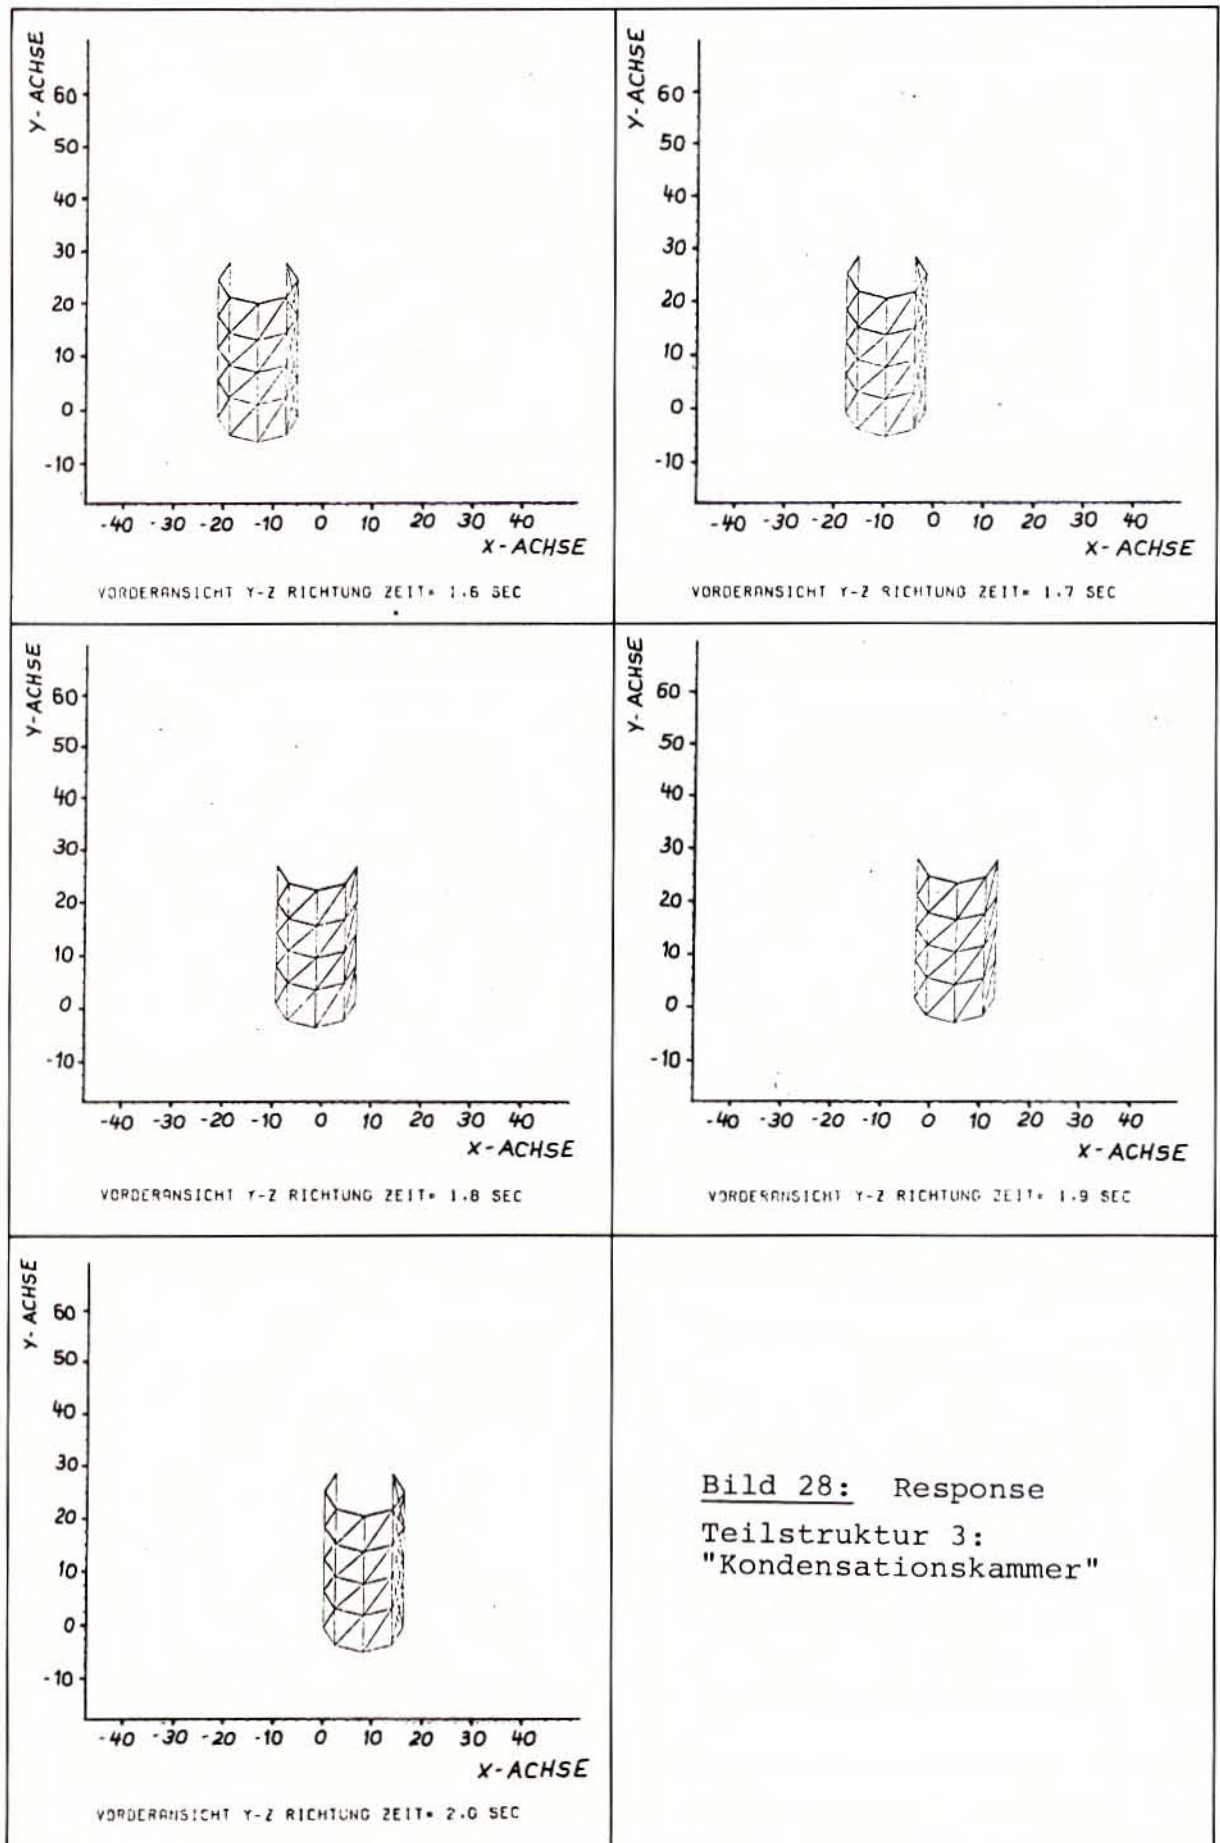 Y-ACHSE
60
50
40
30
20
10
0
-10
-40 -30 -20 -10 0 10 20 30 40
X-ACHSE
VORDERANSICHT Y-Z RICHTUNG ZEIT= 1.6 SEC
Y-ACHSE
60
50
40
30
20
10
0
-10
-40 -30 -20 -10 0 10 20 30 40
X-ACHSE
VORDERANSICHT Y-Z RICHTUNG ZEIT= 1.7 SEC
Y-ACHSE
60
50
40
30
20
10
0
-10
-40 -30 -20 -10 0 10 20 30 40
X-ACHSE
VORDERANSICHT Y-Z RICHTUNG ZEIT= 1.8 SEC
Y-ACHSE
60
50
40
30
20
10
0
-10
-40 -30 -20 -10 0 10 20 30 40
X-ACHSE
VORDERANSICHT Y-Z RICHTUNG ZEIT= 1.9 SEC
Y-ACHSE
60
50
40
30
20
10
0
-10
-40 -30 -20 -10 0 10 20 30 40
X-ACHSE
VORDERANSICHT Y-Z RICHTUNG ZEIT= 2.0 SEC
Bild 28: Response
Teilstruktur 3:
"Kondensationskammer"